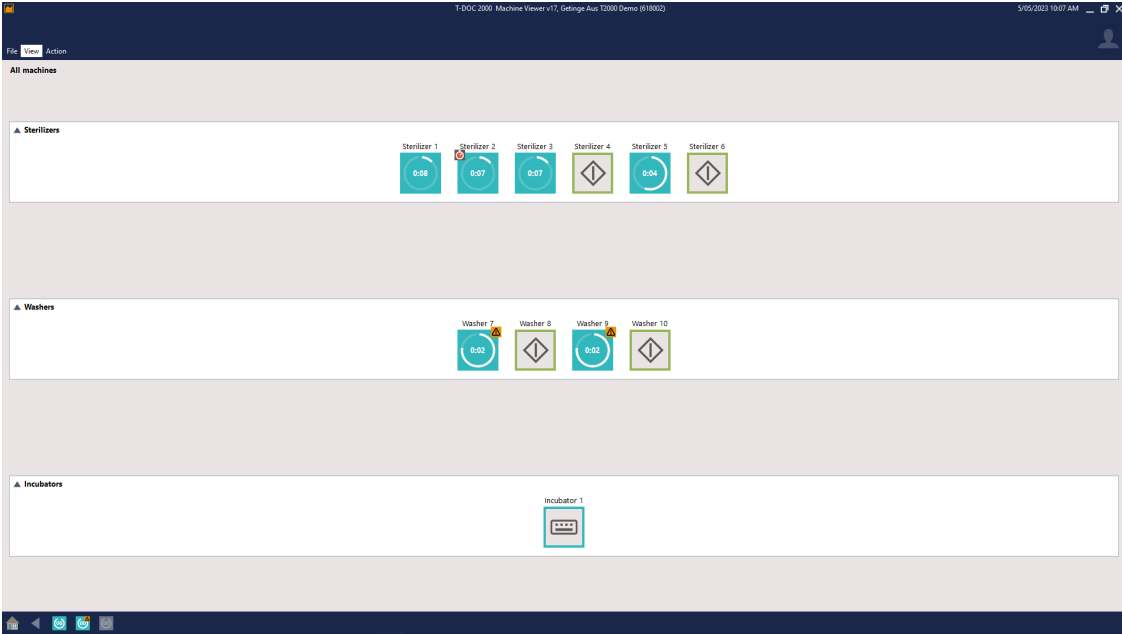 T-DOC 2000 Machine Viewer v17, Getinge Aus T2000 Demo (618002)
5/05/2023 10:07 AM
File View Action
All machines
Sterilizers
Sterilizer 1 Sterilizer 2 Sterilizer 3 Sterilizer 4 Sterilizer 5 Sterilizer 6
0:08 0:07 0:07 0:04
Washers
Washer 7 Washer 8 Washer 9 Washer 10
0:02 0:02
Incubators
Incubator 1